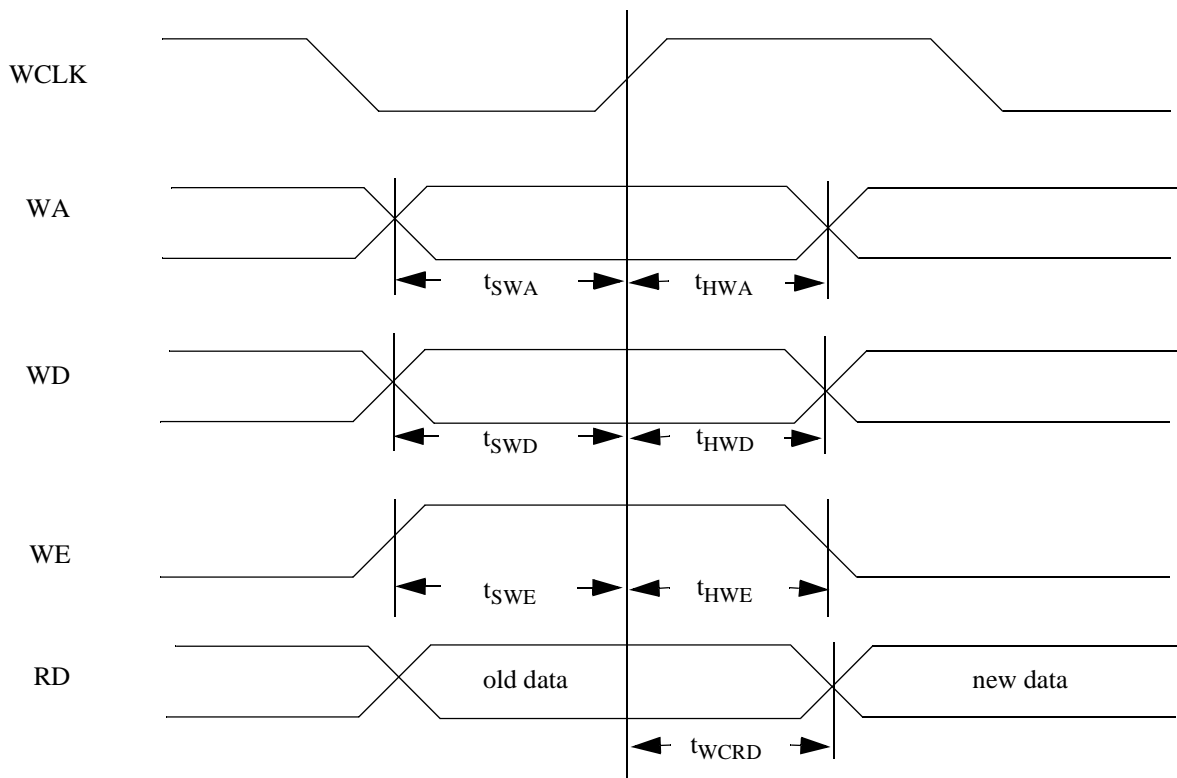 WCLK
WA
tSWA tHWA
WD
tSWD tHWD
WE
tSWE tHWE
RD old data new data
tWCRD